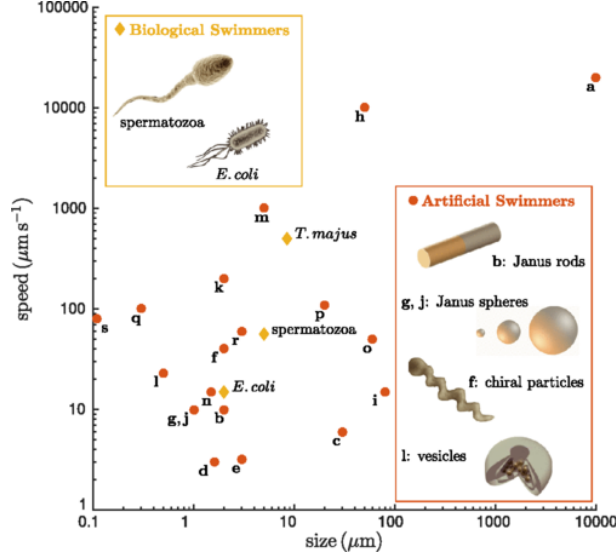 100000
10000
1000
100
10
1
speed (μm s⁻¹)
0.1
1
10
100
1000
10000
size (μm)
Biological Swimmers
spermatozoa
E. coli
a
h
m
T. majus
k
p
s
q
r
spermatozoa
o
f
l
n
E. coli
i
g, j
b
c
d
e
Artificial Swimmers
b: Janus rods
g, j: Janus spheres
f: chiral particles
l: vesicles